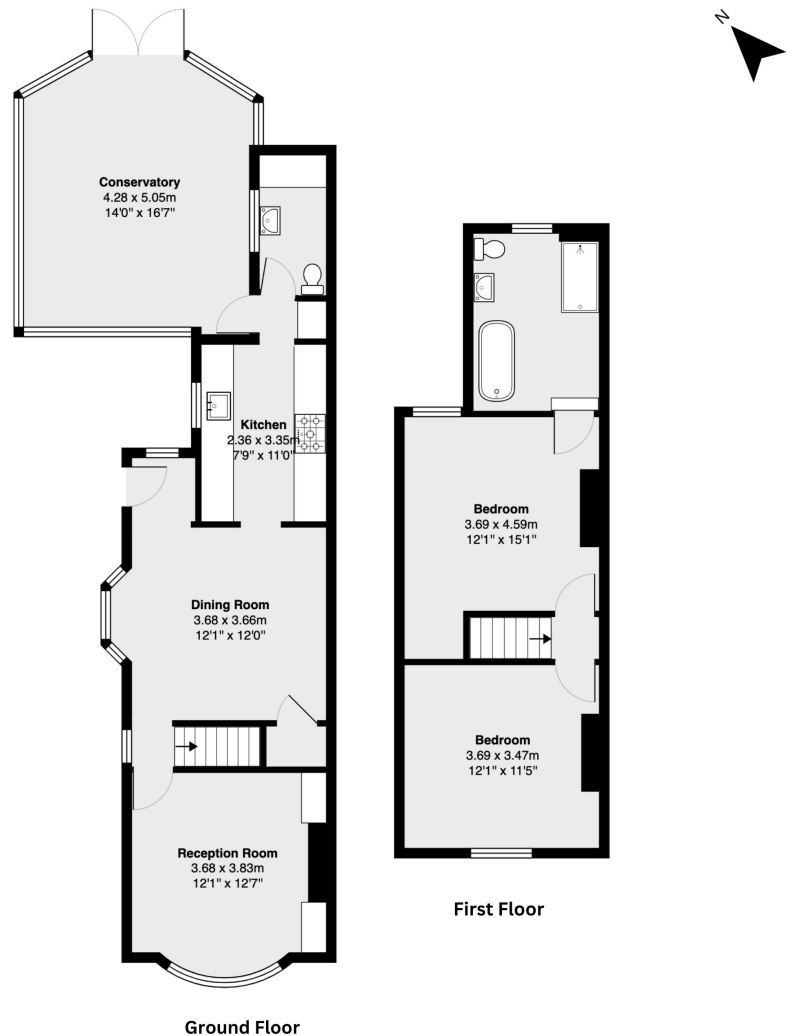 N
Conservatory
4.28 x 5.05m
14'0" x 16'7"
Kitchen
2.36 x 3.35m
7'9" x 11'0"
Dining Room
3.68 x 3.66m
12'1" x 12'0"
Reception Room
3.68 x 3.83m
12'1" x 12'7"
Ground Floor
Bedroom
3.69 x 4.59m
12'1" x 15'1"
Bedroom
3.69 x 3.47m
12'1" x 11'5"
First Floor